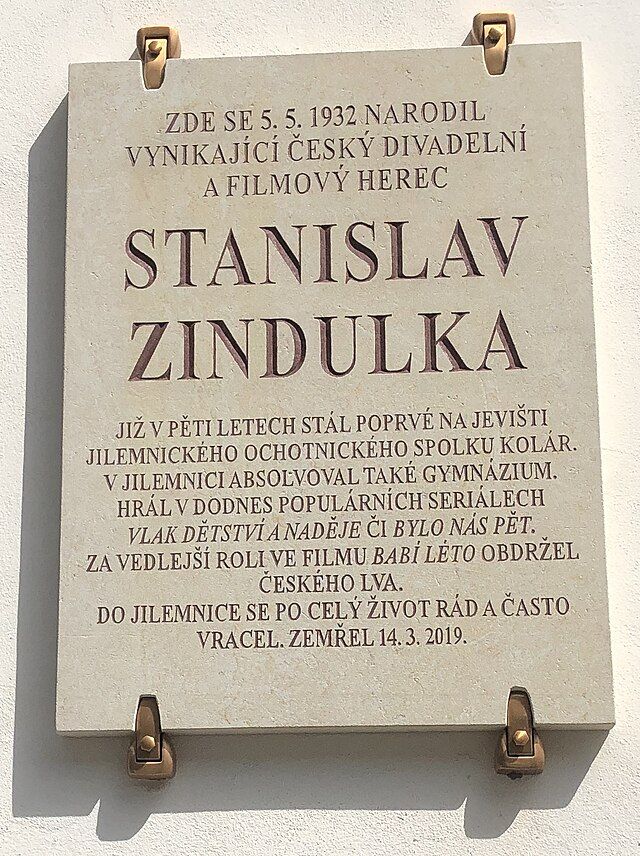 ZDE SE 5. 5. 1932 NARODIL
VYNIKAJÍCÍ ČESKÝ DIVADELNÍ
A FILMOVÝ HEREC
STANISLAV
ZINDULKA
JIŽ V PĚTI LETECH STÁL POPRVÉ NA JEVIŠTI
JILEMNICKÉHO OCHOTNICKÉHO SPOLKU KOLÁR.
V JILEMNICI ABSOLVOVAL TAKÉ GYMNÁZIUM.
HRÁL V DODNES POPULÁRNÍCH SERIÁLECH
VLAK DĚTSTVÍ A NADĚJE ČI BYLO NÁS PĚT.
ZA VEDLEJŠÍ ROLI VE FILMU BABÍ LÉTO OBDRŽEL
ČESKÉHO LVA.
DO JILEMNICE SE PO CELÝ ŽIVOT RÁD A ČASTO
VRACEL. ZEMŘEL 14. 3. 2019.